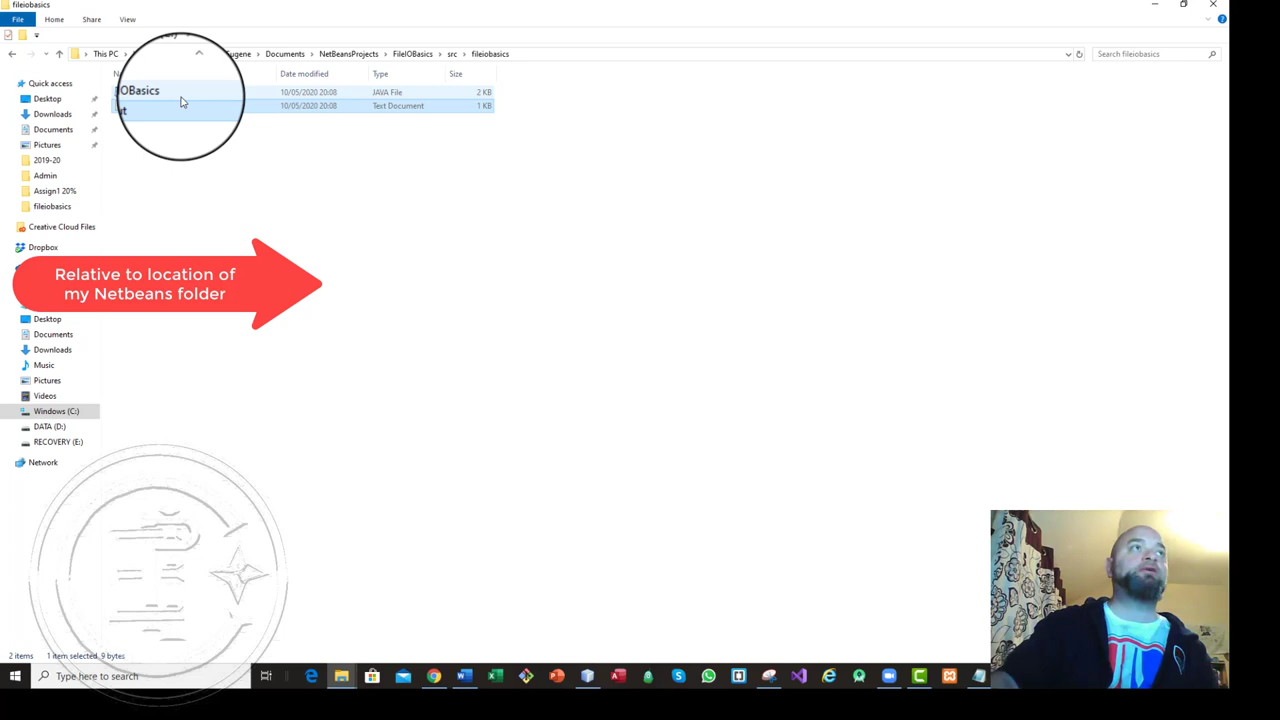 fileiobasics
File Home Share View
This PC Eugene Documents NetBeansProjects FileIOBasics src fileiobasics Search fileiobasics
Date modified Type Size
Quick access
OBasics 10/05/2020 20:08 JAVA File 2 KB
Desktop 10/05/2020 20:08 Text Document 1 KB
Downloads
Documents
Pictures
2019-20
Admin
Assign1 20%
fileiobasics
Creative Cloud Files
Dropbox
Relative to location of
my Netbeans folder
Desktop
Documents
Downloads
Music
Pictures
Videos
Windows (C:)
DATA (D:)
RECOVERY (E:)
Network
2 items 1 item selected 9 bytes
Type here to search